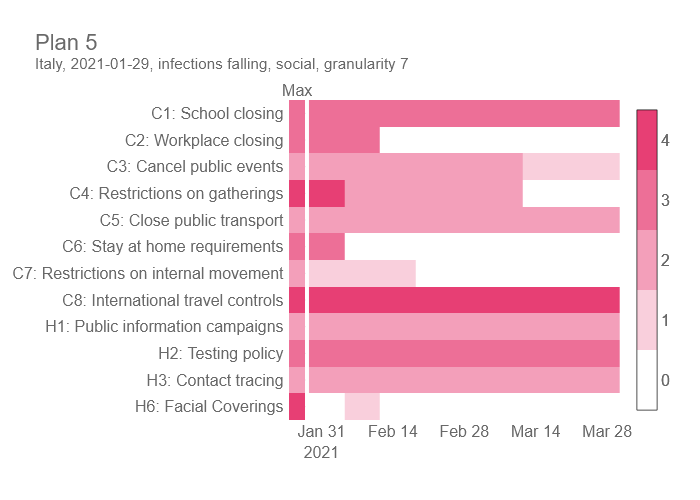 Plan 5
Italy, 2021-01-29, infections falling, social, granularity 7
Max
C1: School closing
C2: Workplace closing
C3: Cancel public events
C4: Restrictions on gatherings
C5: Close public transport
C6: Stay at home requirements
C7: Restrictions on internal movement
C8: International travel controls
H1: Public information campaigns
H2: Testing policy
H3: Contact tracing
H6: Facial Coverings
Jan 31 Feb 14 Feb 28 Mar 14 Mar 28
2021
4
3
2
1
0